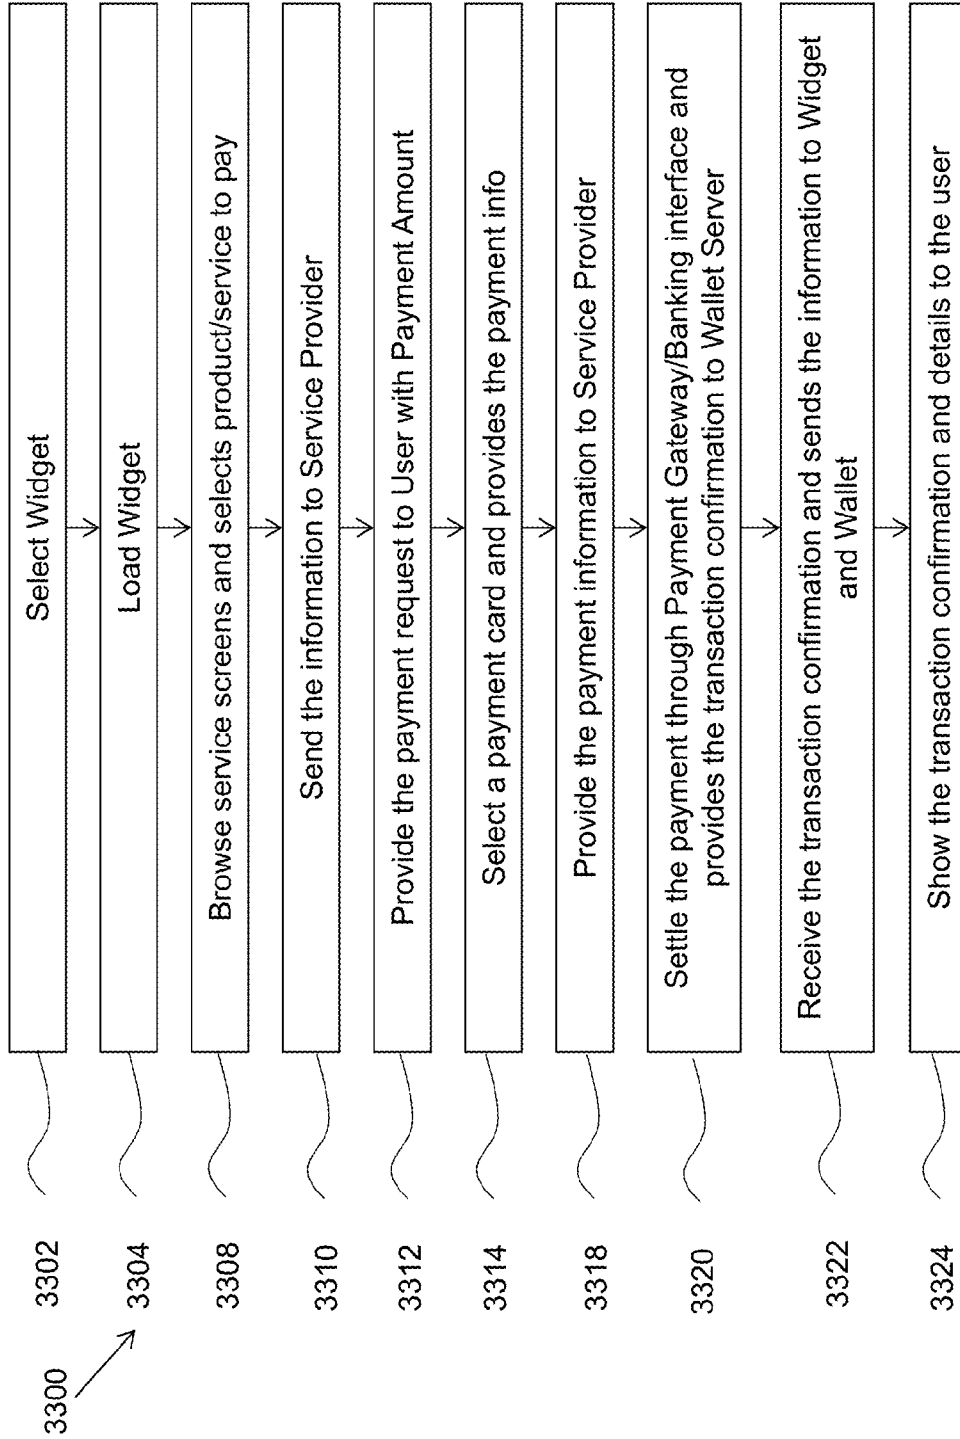 3300
3302
Select Widget
3304
Load Widget
3308
Browse service screens and selects product/service to pay
3310
Send the information to Service Provider
3312
Provide the payment request to User with Payment Amount
3314
Select a payment card and provides the payment info
3318
Provide the payment information to Service Provider
3320
Settle the payment through Payment Gateway/Banking interface and
provides the transaction confirmation to Wallet Server
3322
Receive the transaction confirmation and sends the information to Widget
and Wallet
3324
Show the transaction confirmation and details to the user